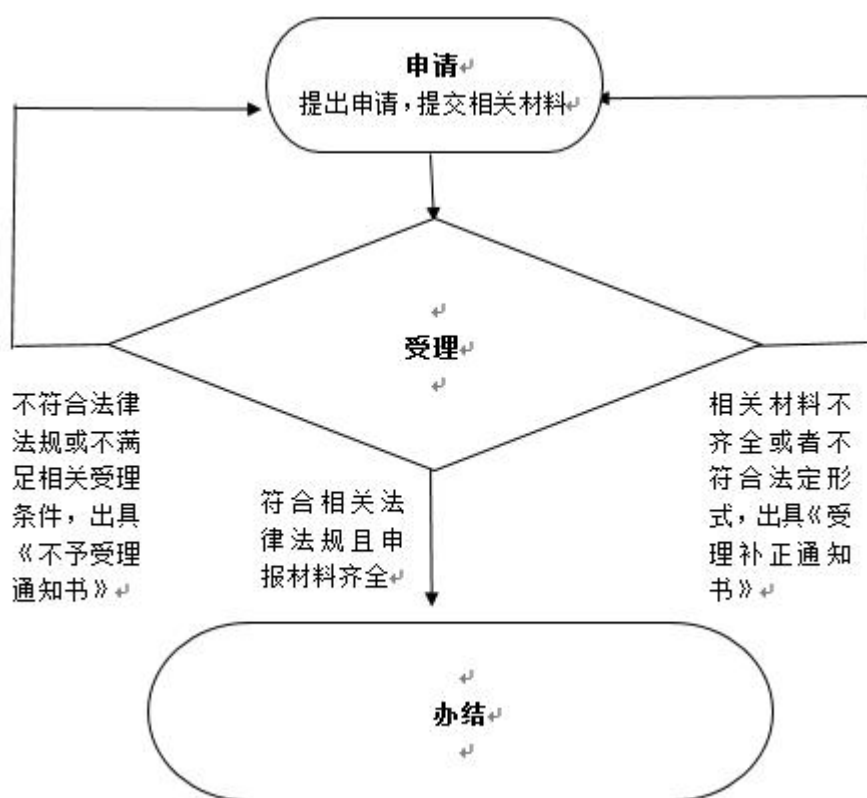 申请
提出申请，提交相关材料
受理
不符合法律
法规或不满
足相关受理
条件，出具
《不予受理
通知书》
符合相关法
律法规且申
报材料齐全
相关材料不
齐全或者不
符合法定形
式，出具《受
理补正通知
书》
办结